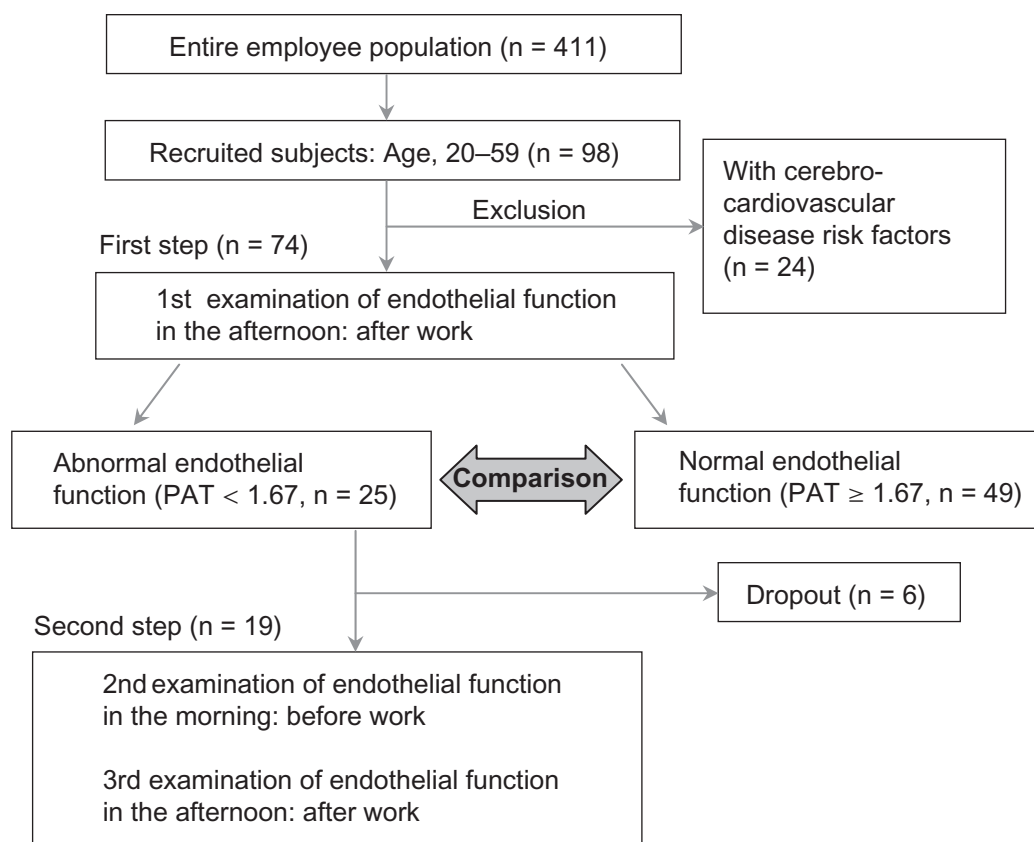 Entire employee population (n = 411)
Recruited subjects: Age, 20–59 (n = 98)
With cerebro-
cardiovascular
disease risk factors
(n = 24)
Exclusion
First step (n = 74)
1st examination of endothelial function
in the afternoon: after work
Abnormal endothelial
function (PAT < 1.67, n = 25)
Comparison
Normal endothelial
function (PAT ≥ 1.67, n = 49)
Dropout (n = 6)
Second step (n = 19)
2nd examination of endothelial function
in the morning: before work
3rd examination of endothelial function
in the afternoon: after work